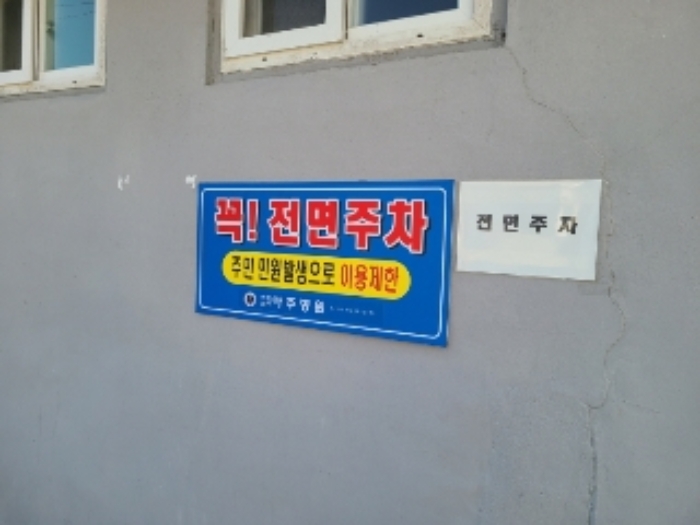 꼭! 전면주차
주민 민원발생으로 이용제한
주병원
전면주차